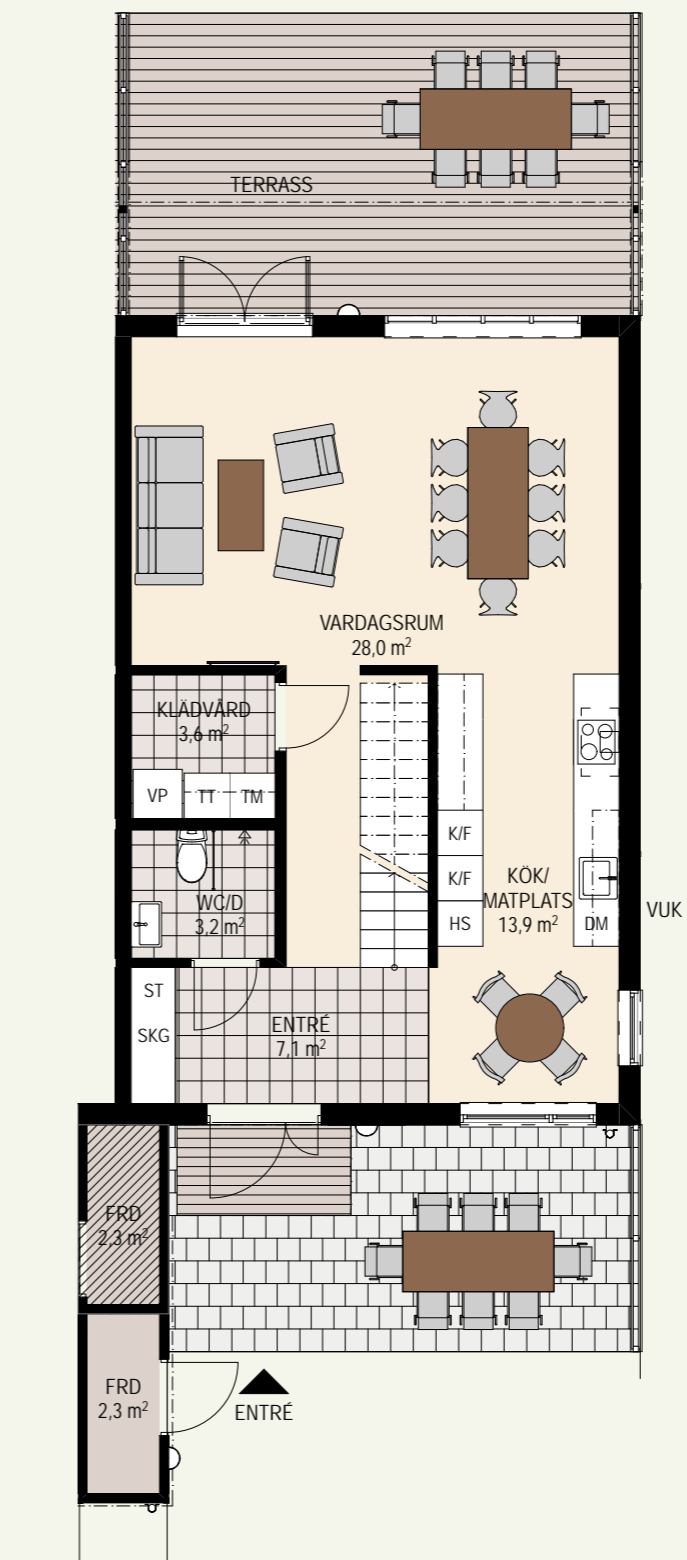 TERRASS
VARDAGSRUM
28,0 m²
KLÄDVÅRD
3,6 m²
VP TT TM
K/F
K/F
HS
KÖK/
MATPLATS
13,9 m²
DM
VUK
WC/D
3,2 m²
ST
SKG
ENTRÉ
7,1 m²
FRD
2,3 m²
FRD
2,3 m²
ENTRÉ